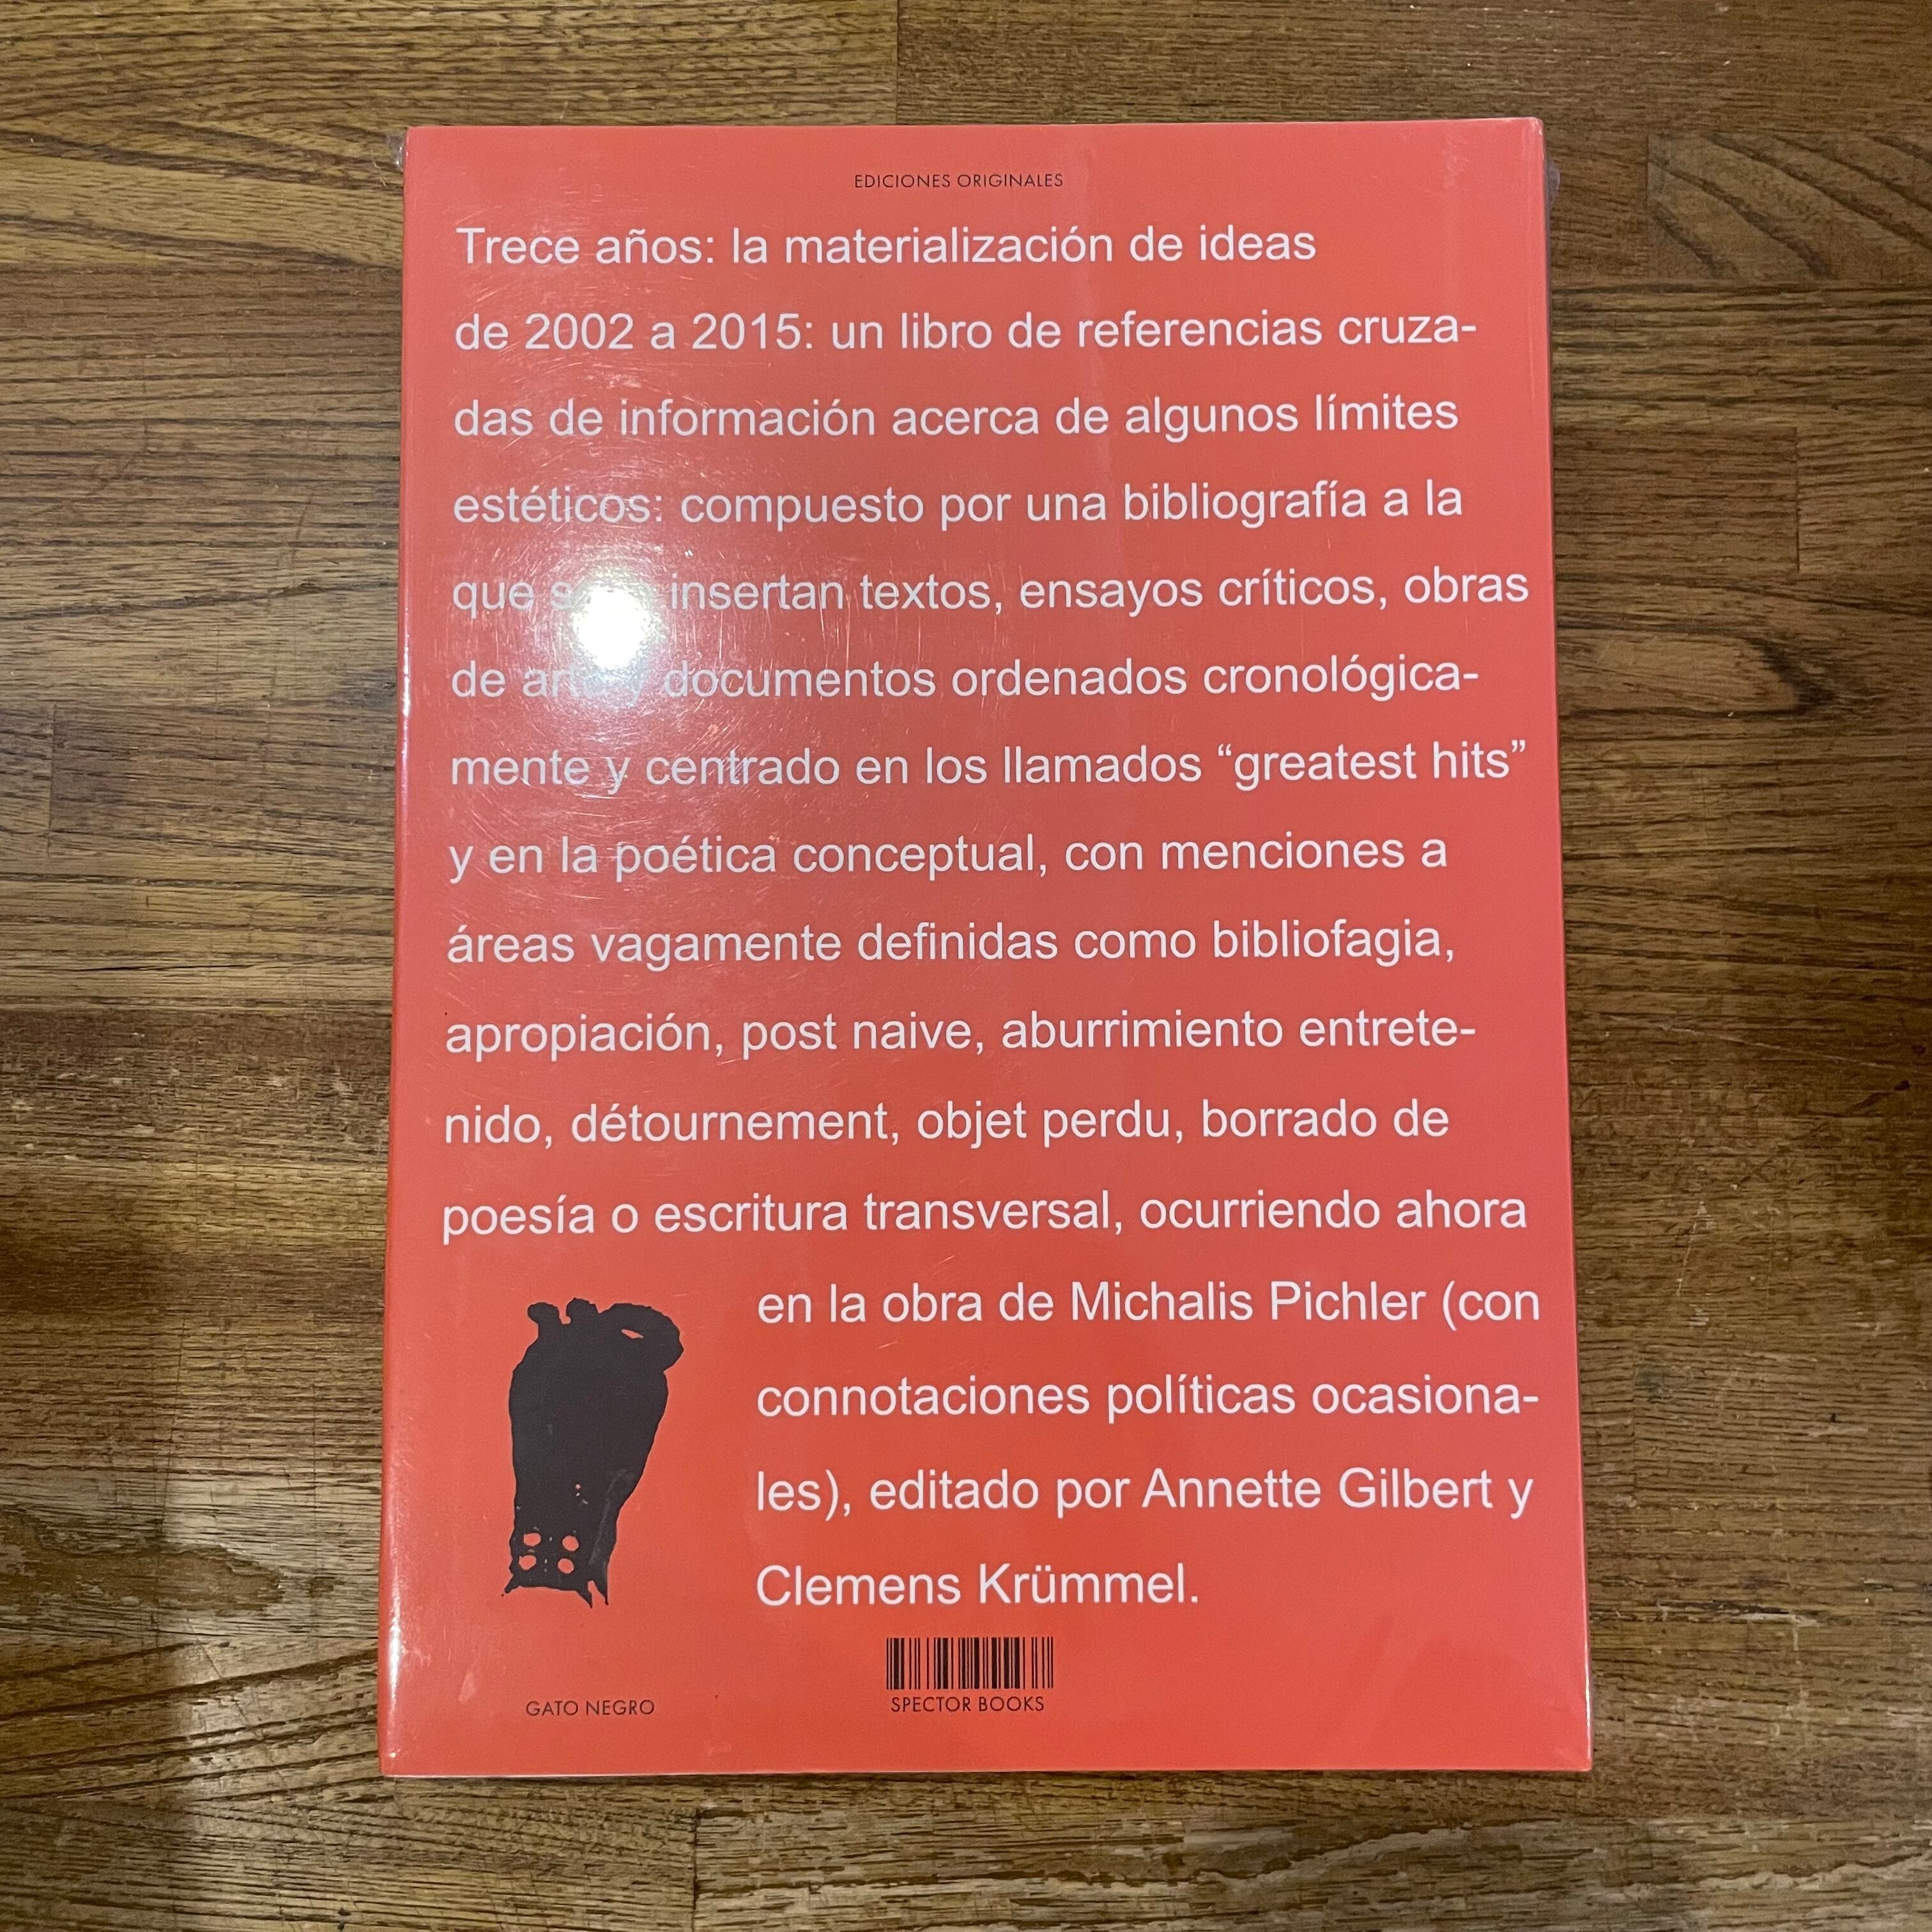 EDICIONES ORIGINALES
Trece años: la materialización de ideas
de 2002 a 2015: un libro de referencias cruza-
das de información acerca de algunos límites
estéticos: compuesto por una bibliografía a la
que insertan textos, ensayos críticos, obras
de arte y documentos ordenados cronológica-
mente y centrado en los llamados “greatest hits”
y en la poética conceptual, con menciones a
áreas vagamente definidas como bibliofagia,
apropiación, post naive, aburrimiento entrete-
nido, détournement, objet perdu, borrado de
poesía o escritura transversal, ocurriendo ahora
en la obra de Michalis Pichler (con
connotaciones políticas ocasiona-
les), editado por Annette Gilbert y
Clemens Krümmel.
GATO NEGRO
SPECTOR BOOKS